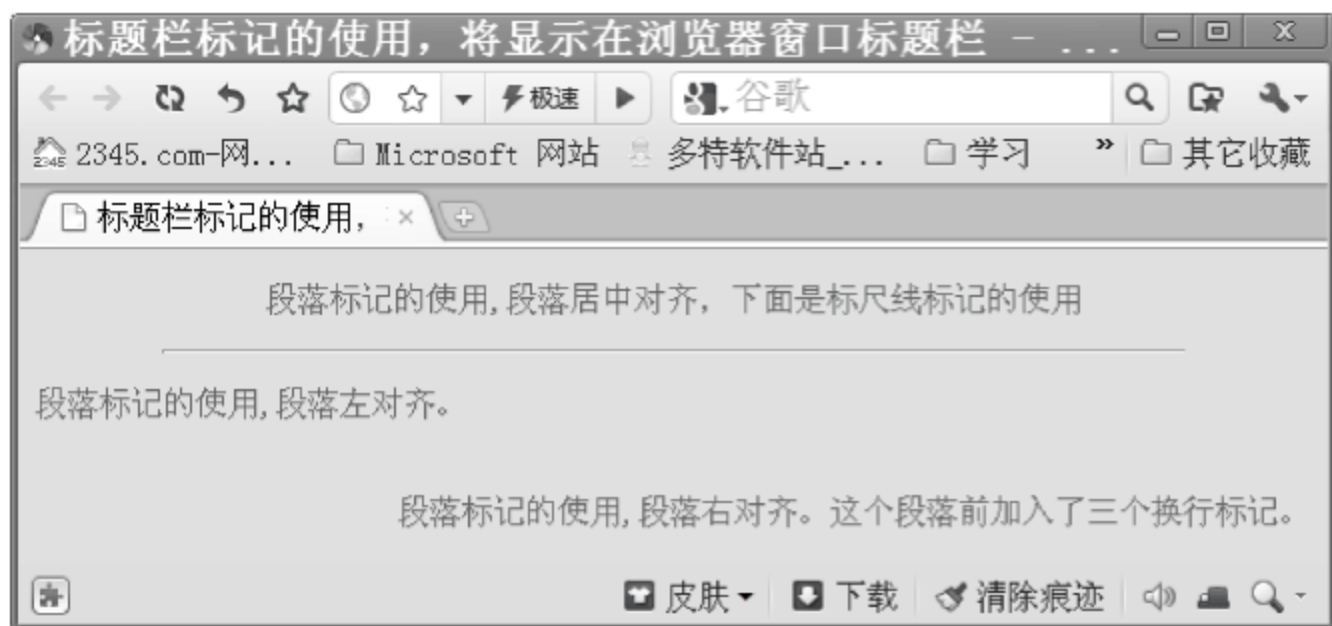 标题栏标记的使用，将显示在浏览器窗口标题栏 - ...
极速 谷歌
2345.com-网... Microsoft 网站 多特软件站_... 学习 » 其它收藏
标题栏标记的使用，
段落标记的使用,段落居中对齐，下面是标尺线标记的使用
段落标记的使用,段落左对齐。
段落标记的使用,段落右对齐。这个段落前加入了三个换行标记。
皮肤 下载 清除痕迹